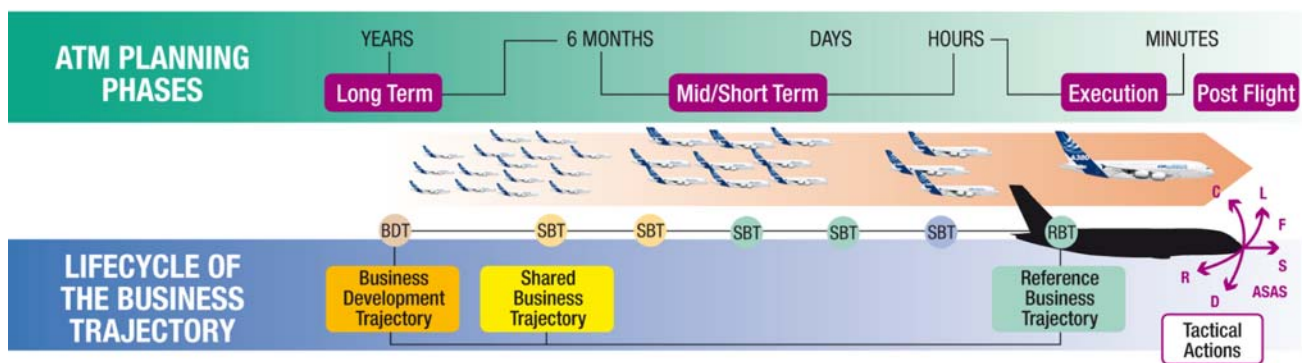 ATM PLANNING
PHASES
YEARS
6 MONTHS
DAYS
HOURS
MINUTES
Long Term
Mid/Short Term
Execution
Post Flight
A380
BDT
SBT
SBT
SBT
SBT
SBT
RBT
C
L
F
S
R
D
ASAS
LIFECYCLE OF
THE BUSINESS
TRAJECTORY
Business
Development
Trajectory
Shared
Business
Trajectory
Reference
Business
Trajectory
Tactical
Actions